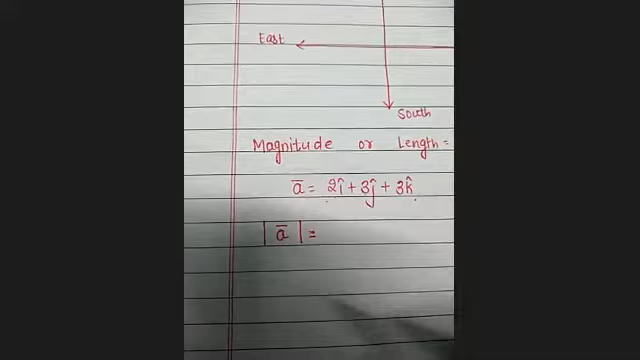 East
South
Magnitude or Length =
a̅ = 2î + 3ĵ + 3k̂
|a̅| =